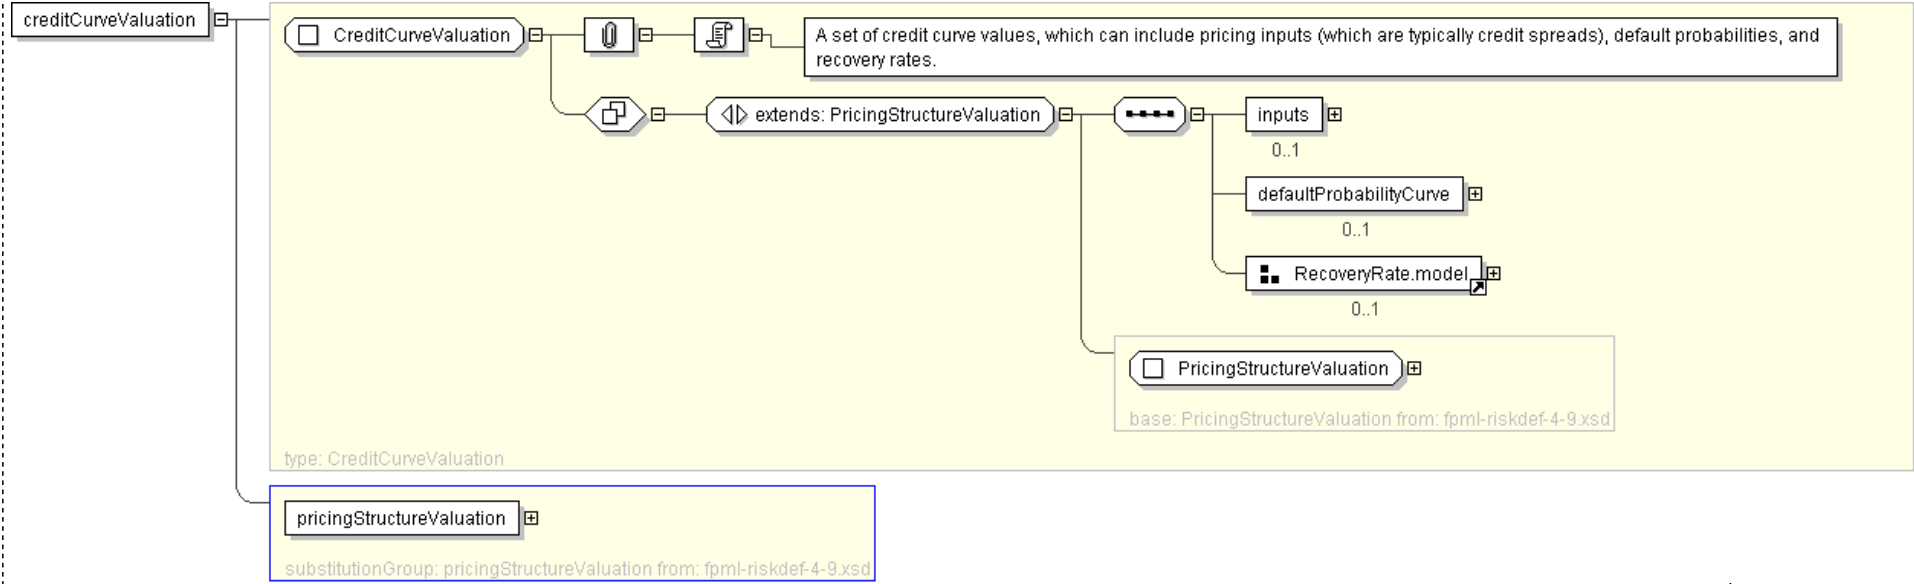 creditCurveValuation
CreditCurveValuation
A set of credit curve values, which can include pricing inputs (which are typically credit spreads), default probabilities, and
recovery rates.
extends: PricingStructureValuation
inputs
0..1
defaultProbabilityCurve
0..1
RecoveryRate.model
0..1
PricingStructureValuation
base: PricingStructureValuation from: fpml-riskdef-4-9.xsd
type: CreditCurveValuation
pricingStructureValuation
substitutionGroup: pricingStructureValuation from: fpml-riskdef-4-9.xsd